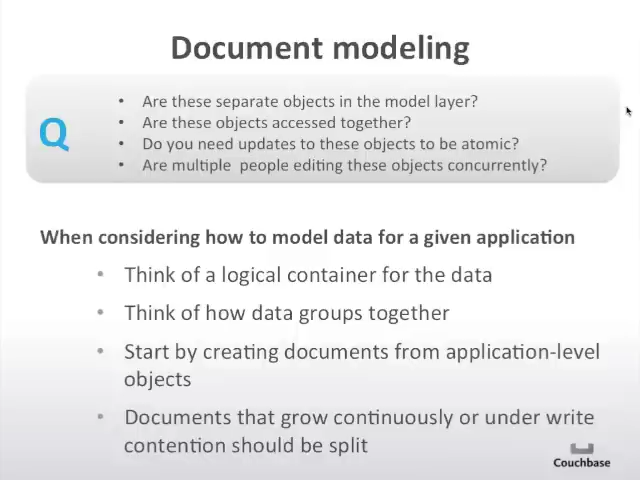 Document modeling
Q
• Are these separate objects in the model layer?
• Are these objects accessed together?
• Do you need updates to these objects to be atomic?
• Are multiple people editing these objects concurrently?
When considering how to model data for a given application
• Think of a logical container for the data
• Think of how data groups together
• Start by creating documents from application-level
objects
• Documents that grow continuously or under write
contention should be split
Couchbase